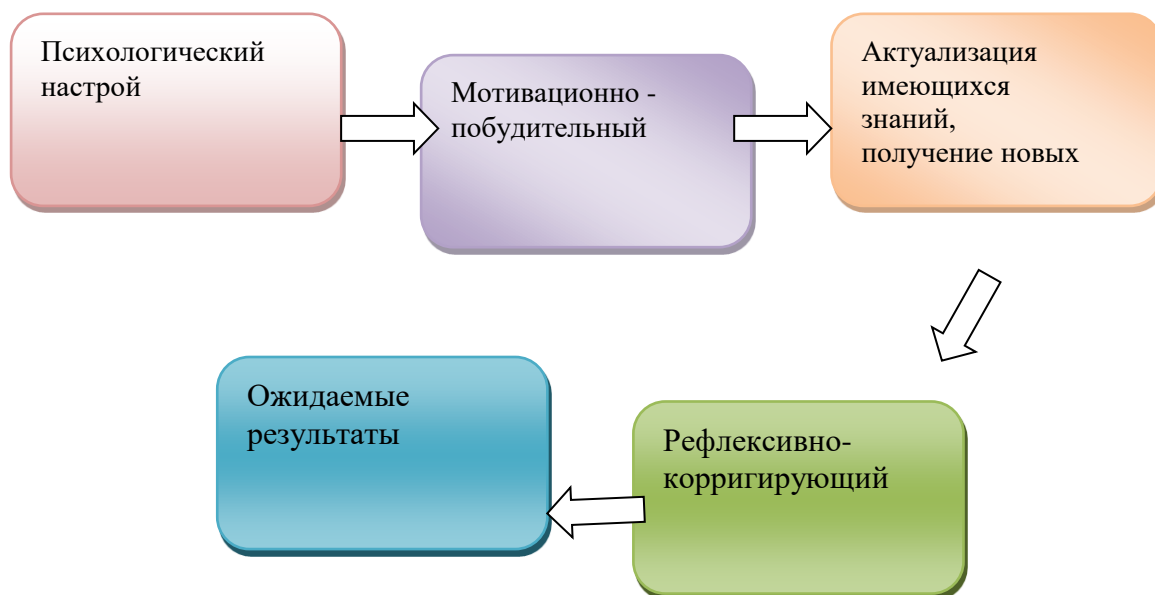 Психологический
настрой
Мотивационно -
побудительный
Актуализация
имеющихся
знаний,
получение новых
Рефлексивно-
корригирующий
Ожидаемые
результаты